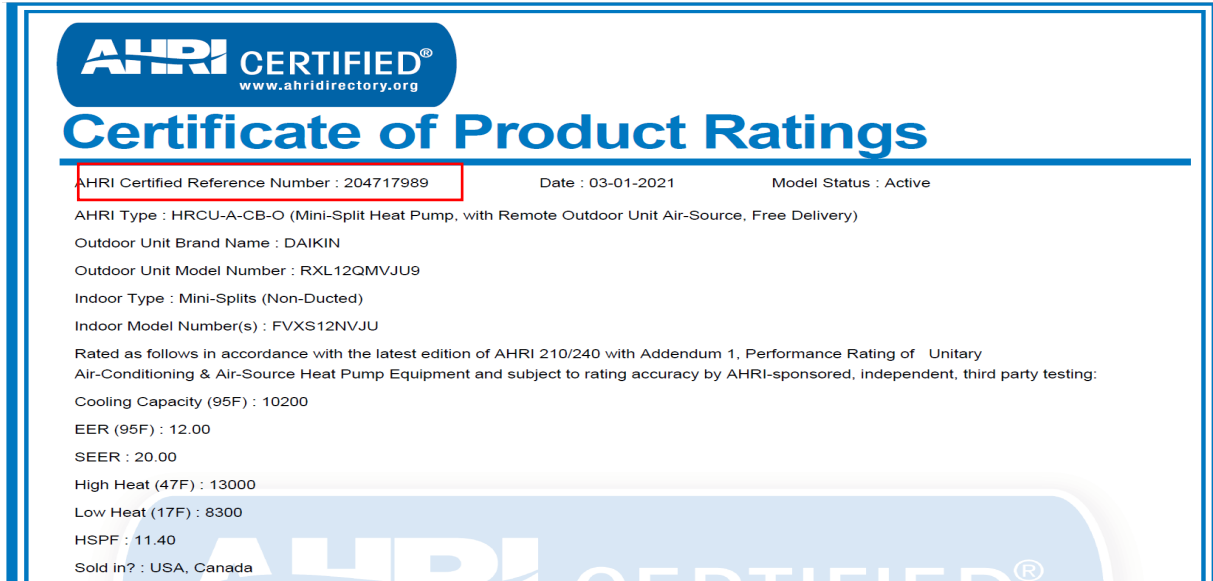 AHRI CERTIFIED®
www.ahridirectory.org
Certificate of Product Ratings
AHRI Certified Reference Number : 204717989 Date : 03-01-2021 Model Status : Active
AHRI Type : HRCU-A-CB-O (Mini-Split Heat Pump, with Remote Outdoor Unit Air-Source, Free Delivery)
Outdoor Unit Brand Name : DAIKIN
Outdoor Unit Model Number : RXL12QMVJU9
Indoor Type : Mini-Splits (Non-Ducted)
Indoor Model Number(s) : FVXS12NVJU
Rated as follows in accordance with the latest edition of AHRI 210/240 with Addendum 1, Performance Rating of Unitary
Air-Conditioning & Air-Source Heat Pump Equipment and subject to rating accuracy by AHRI-sponsored, independent, third party testing:
Cooling Capacity (95F) : 10200
EER (95F) : 12.00
SEER : 20.00
High Heat (47F) : 13000
Low Heat (17F) : 8300
HSPF : 11.40
Sold in? : USA, Canada
AHRI CERTIFIED®